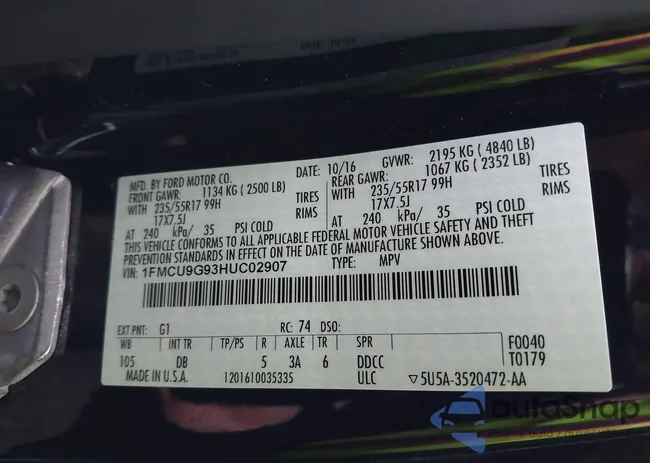 MFD. BY FORD MOTOR CO.
DATE: 10/16 GVWR: 2195 KG ( 4840 LB)
FRONT GAWR: 1134 KG ( 2500 LB)
REAR GAWR: 1067 KG ( 2352 LB)
WITH 235/55R17 99H TIRES
WITH 235/55R17 99H TIRES
17X7.5J RIMS
17X7.5J RIMS
AT 240 kPa/ 35 PSI COLD
AT 240 kPa/ 35 PSI COLD
THIS VEHICLE CONFORMS TO ALL APPLICABLE FEDERAL MOTOR VEHICLE SAFETY AND THEFT
PREVENTION STANDARDS IN EFFECT ON THE DATE OF MANUFACTURE SHOWN ABOVE.
VIN: 1FMCU9G93HUC02907 TYPE: MPV
EXT PNT: G1 RC: 74 DSO: F0040
WB INT TR TP/PS R AXLE TR SPR T0179
105 DB 5 3A 6 DDCC
MADE IN U.S.A. 1201610035335 ULC ▽5U5A-3520472-AA
autoSnap